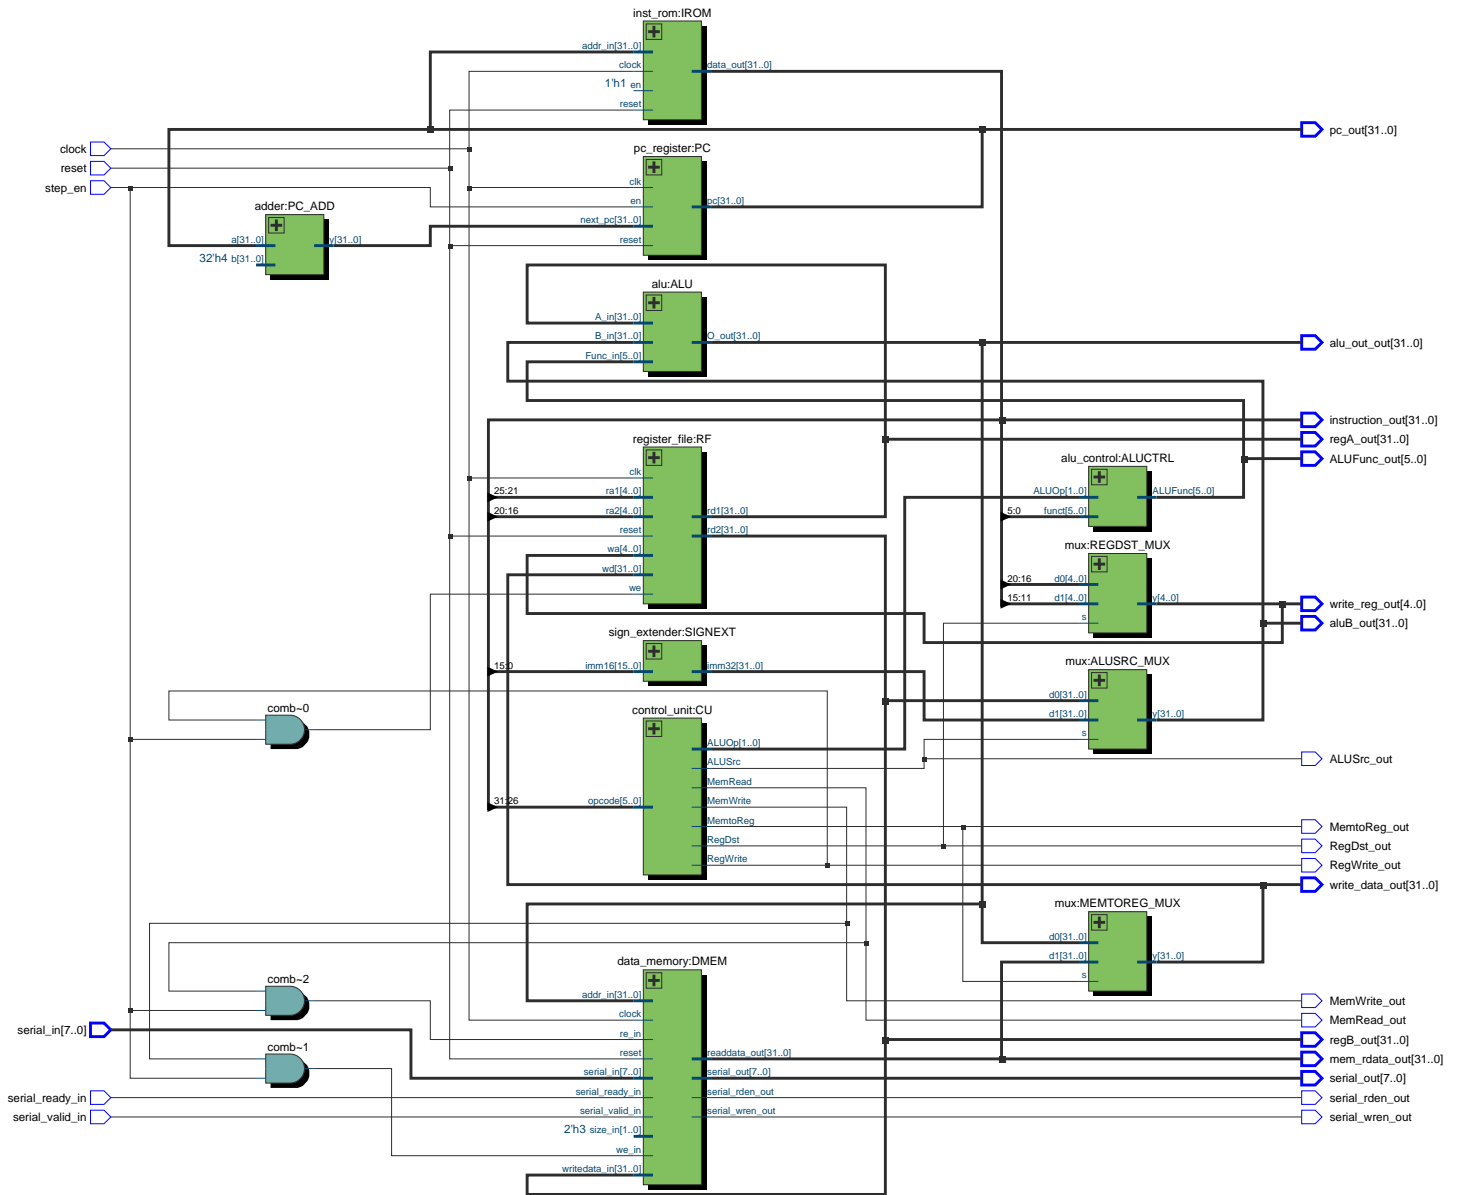 inst_rom:IROM
addr_in[31..0]
clock
1'h1 en
reset
data_out[31..0]
pc_out[31..0]
clock
reset
step_en
pc_register:PC
clk
en
next_pc[31..0]
reset
pc[31..0]
adder:PC_ADD
a[31..0]
32'h4 b[31..0]
y[31..0]
alu:ALU
A_in[31..0]
B_in[31..0]
Func_in[5..0]
O_out[31..0]
alu_out_out[31..0]
instruction_out[31..0]
regA_out[31..0]
ALUFunc_out[5..0]
register_file:RF
clk
25:21 ra1[4..0]
20:16 ra2[4..0]
reset
wa[4..0]
wd[31..0]
we
rd1[31..0]
rd2[31..0]
alu_control:ALUCTRL
ALUOp[1..0]
5:0 funct[5..0]
ALUFunc[5..0]
mux:REGDST_MUX
20:16 d0[4..0]
15:11 d1[4..0]
s
y[4..0]
write_reg_out[4..0]
aluB_out[31..0]
sign_extender:SIGNEXT
15:0 imm16[15..0]
imm32[31..0]
mux:ALUSRC_MUX
d0[31..0]
d1[31..0]
s
y[31..0]
comb~0
control_unit:CU
31:26 opcode[5..0]
ALUOp[1..0]
ALUSrc
MemRead
MemWrite
MemtoReg
RegDst
RegWrite
ALUSrc_out
MemtoReg_out
RegDst_out
RegWrite_out
write_data_out[31..0]
mux:MEMTOREG_MUX
d0[31..0]
d1[31..0]
s
y[31..0]
comb~2
comb~1
serial_in[7..0]
serial_ready_in
serial_valid_in
data_memory:DMEM
addr_in[31..0]
clock
re_in
reset
serial_in[7..0]
serial_ready_in
serial_valid_in
2'h3 size_in[1..0]
we_in
writedata_in[31..0]
readdata_out[31..0]
serial_out[7..0]
serial_rden_out
serial_wren_out
MemWrite_out
MemRead_out
regB_out[31..0]
mem_rdata_out[31..0]
serial_out[7..0]
serial_rden_out
serial_wren_out